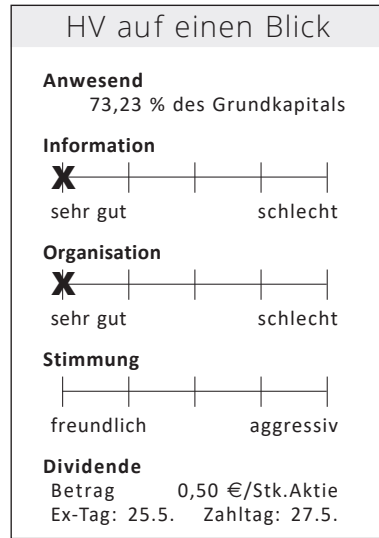 HV auf einen Blick
Anwesend
73,23 % des Grundkapitals
Information
X
sehr gut schlecht
Organisation
X
sehr gut schlecht
Stimmung
freundlich aggressiv
Dividende
Betrag 0,50 €/Stk.Aktie
Ex-Tag: 25.5. Zahltag: 27.5.